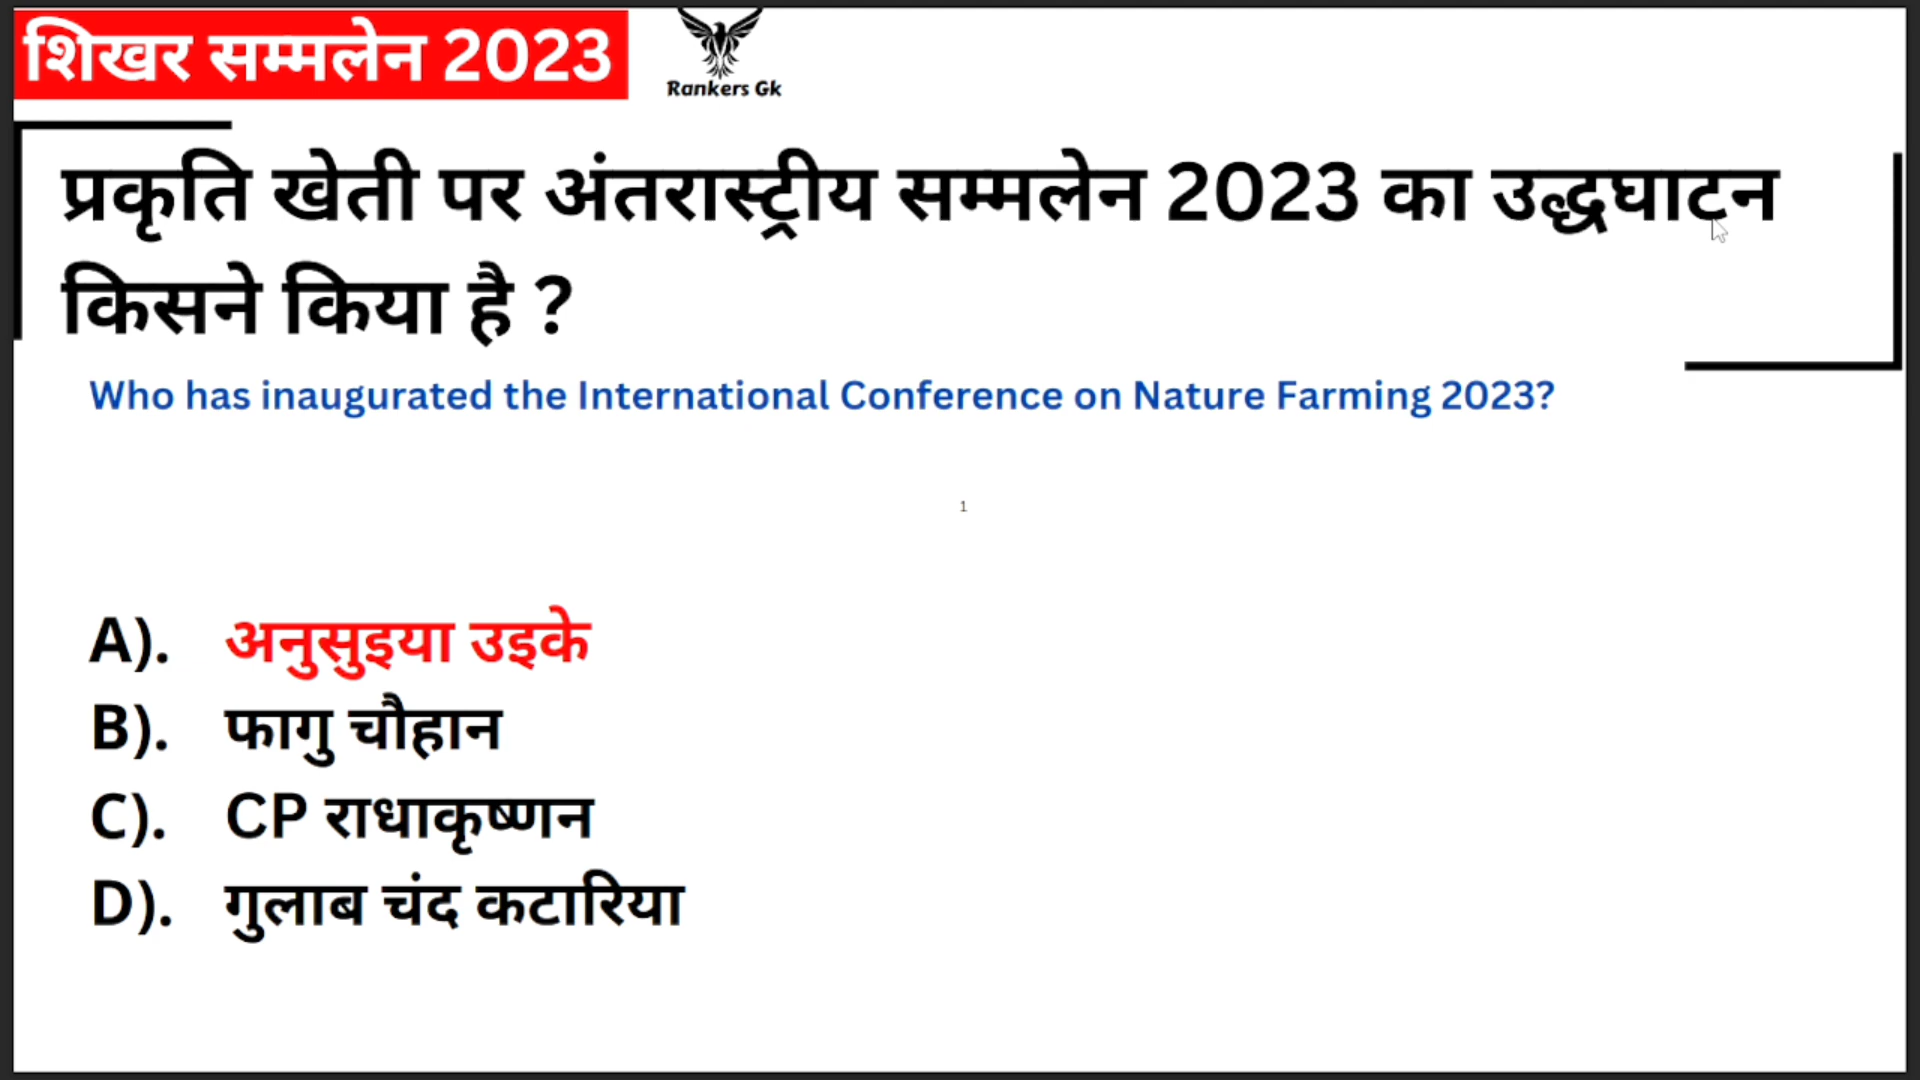 शिखर सम्मलेन 2023
Rankers Gk
प्रकृति खेती पर अंतरास्ट्रीय सम्मलेन 2023 का उद्धघाटन
किसने किया है ?
Who has inaugurated the International Conference on Nature Farming 2023?
1
A). अनुसुइया उइके
B). फागु चौहान
C). CP राधाकृष्णन
D). गुलाब चंद कटारिया